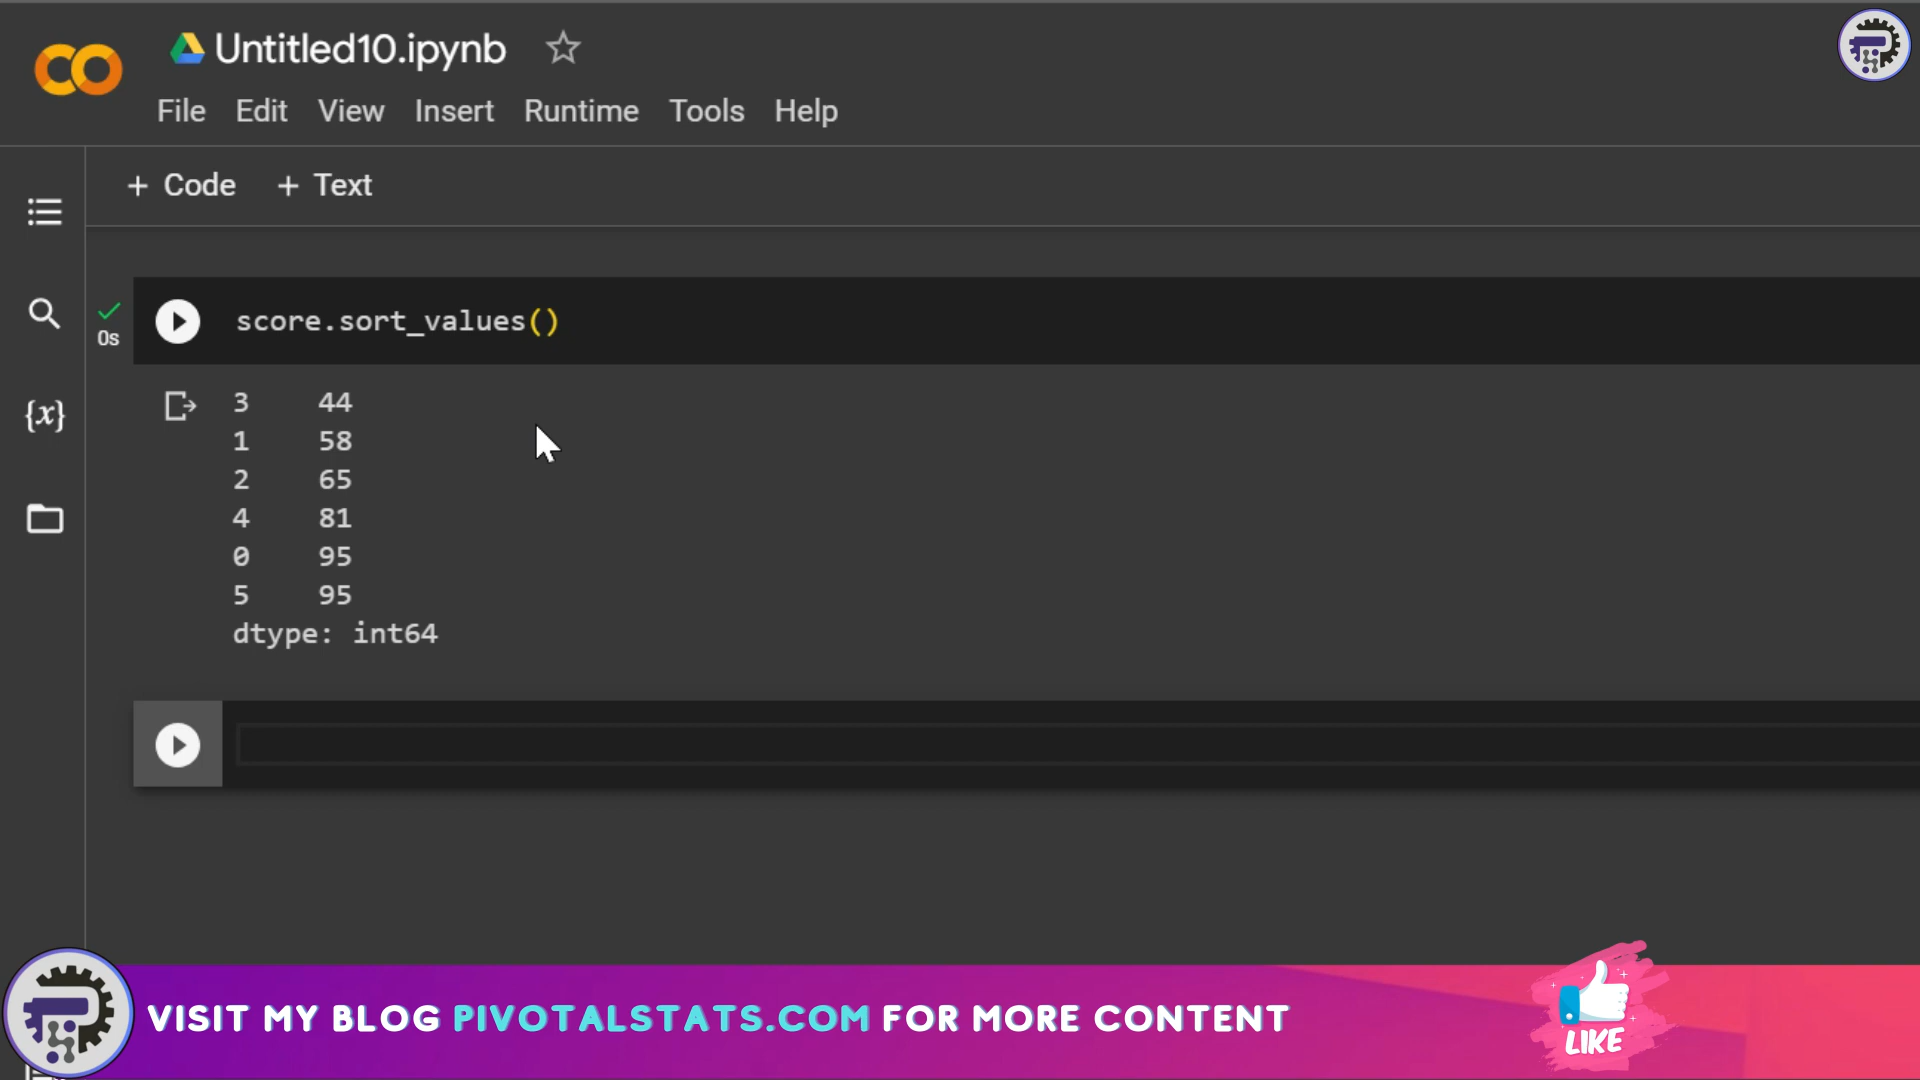 Untitled10.ipynb
File Edit View Insert Runtime Tools Help
+ Code + Text
{x}
0s
score.sort_values()
3 44
1 58
2 65
4 81
0 95
5 95
dtype: int64
VISIT MY BLOG PIVOTALSTATS.COM FOR MORE CONTENT
LIKE